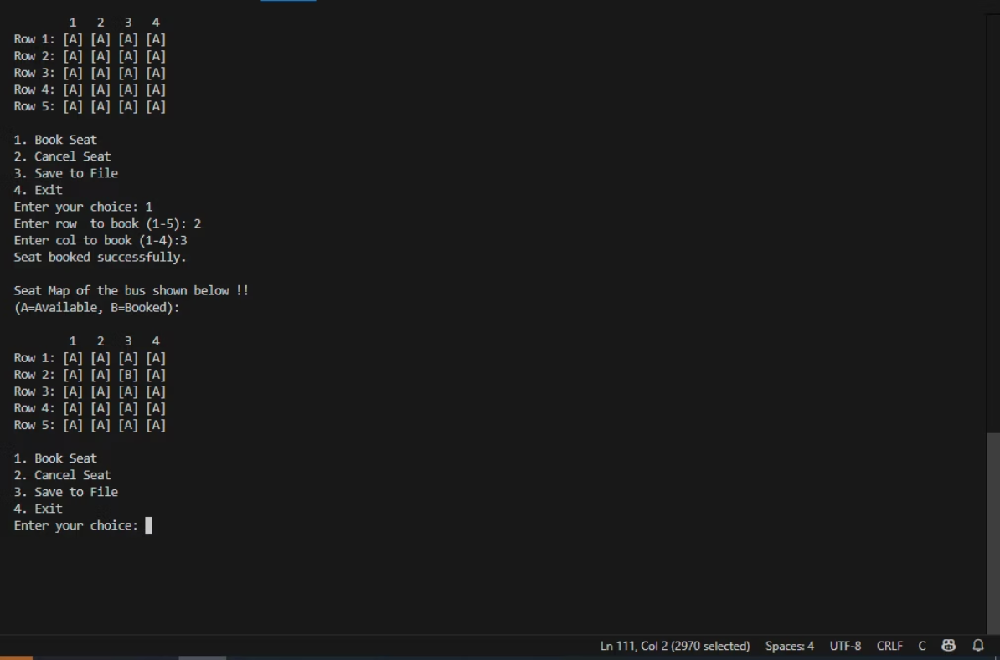 1   2   3   4
Row 1: [A] [A] [A] [A]
Row 2: [A] [A] [A] [A]
Row 3: [A] [A] [A] [A]
Row 4: [A] [A] [A] [A]
Row 5: [A] [A] [A] [A]

1. Book Seat
2. Cancel Seat
3. Save to File
4. Exit
Enter your choice: 1
Enter row  to book (1-5): 2
Enter col to book (1-4):3
Seat booked successfully.

Seat Map of the bus shown below !!
(A=Available, B=Booked):

        1   2   3   4
Row 1: [A] [A] [A] [A]
Row 2: [A] [A] [B] [A]
Row 3: [A] [A] [A] [A]
Row 4: [A] [A] [A] [A]
Row 5: [A] [A] [A] [A]

1. Book Seat
2. Cancel Seat
3. Save to File
4. Exit
Enter your choice:
Ln 111, Col 2 (2970 selected) Spaces: 4 UTF-8 CRLF C